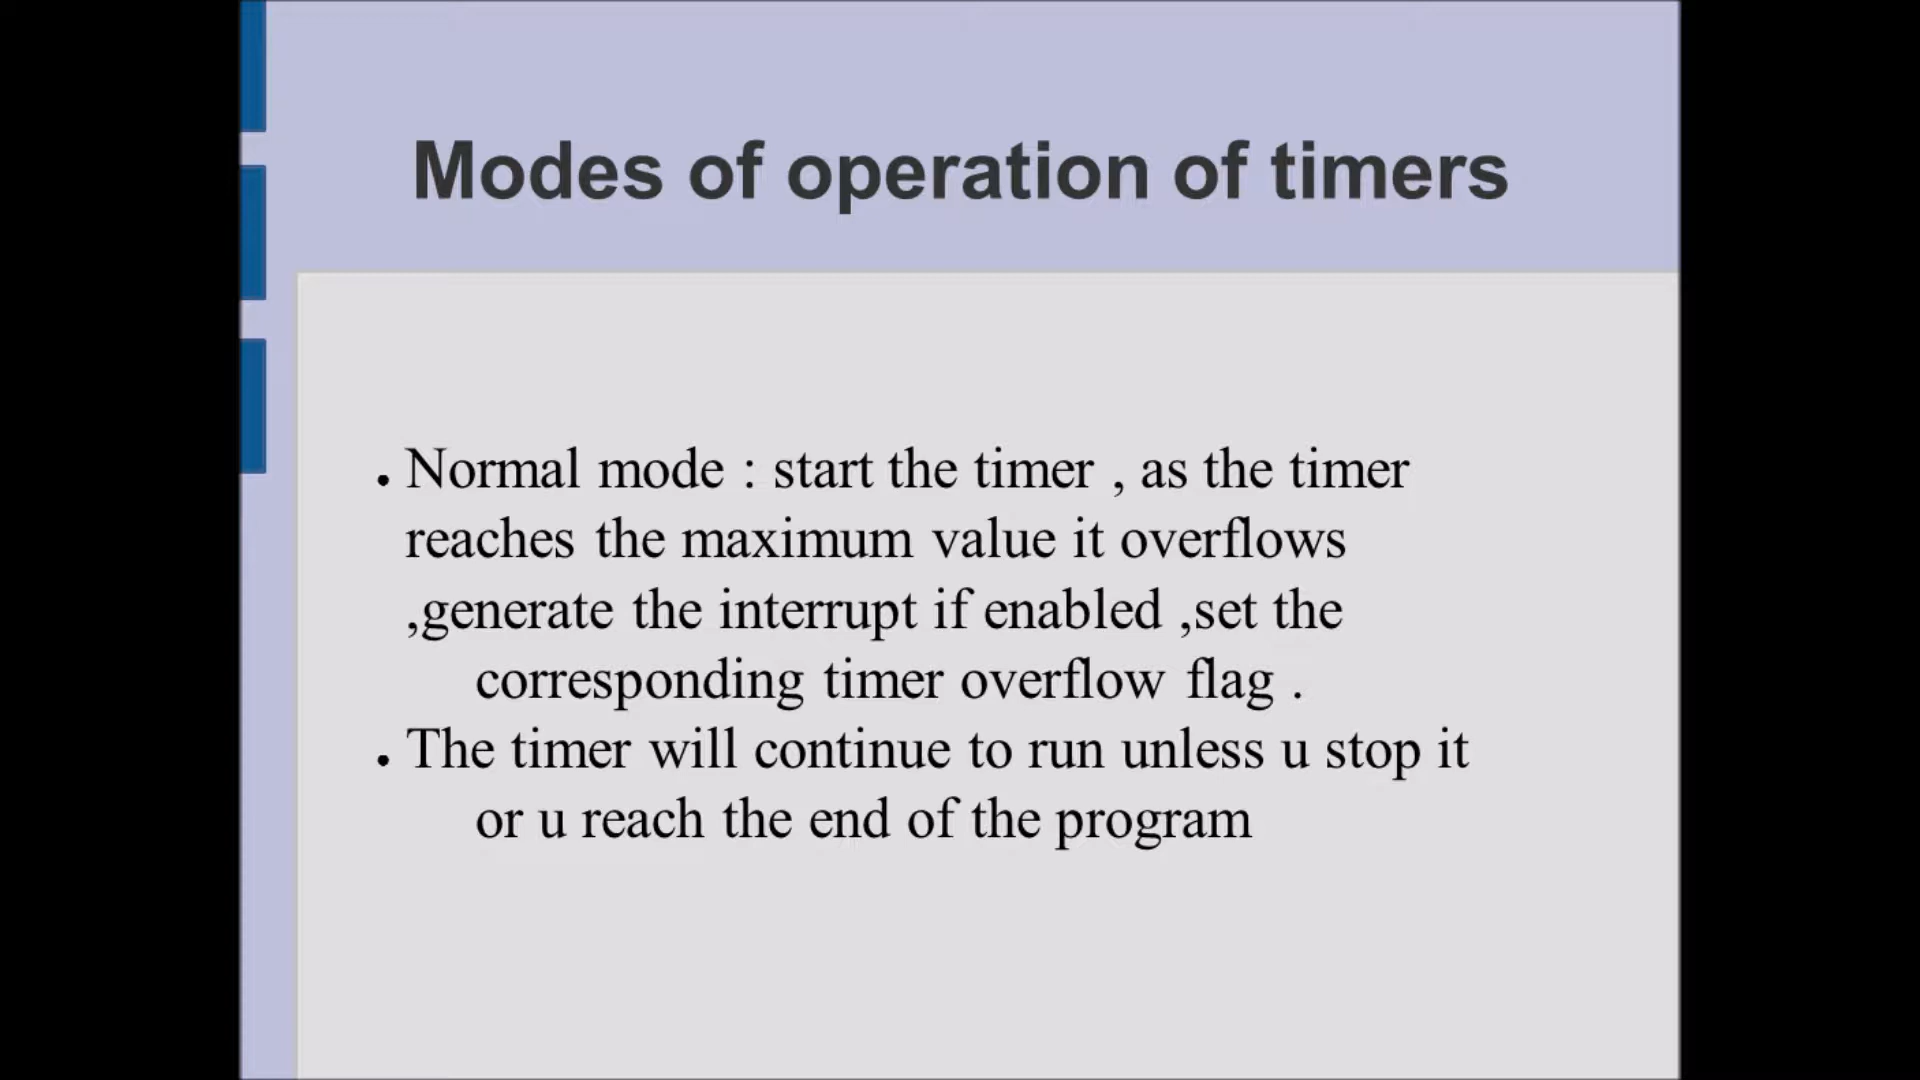 Modes of operation of timers
• Normal mode : start the timer , as the timer
reaches the maximum value it overflows
,generate the interrupt if enabled ,set the
corresponding timer overflow flag .
• The timer will continue to run unless u stop it
or u reach the end of the program